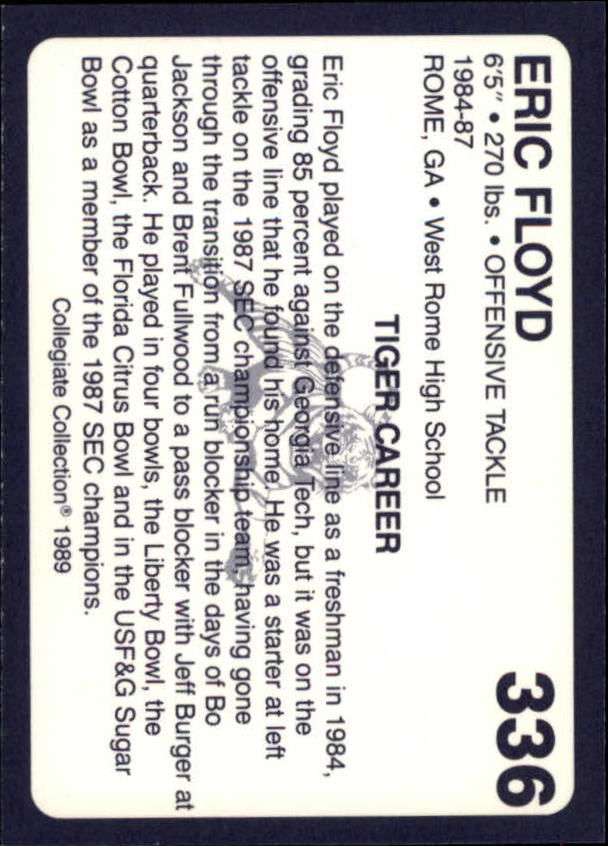 ERIC FLOYD 336
6'5" • 270 lbs. • OFFENSIVE TACKLE
1984-87
ROME, GA • West Rome High School
TIGER CAREER
Eric Floyd played on the defensive line as a freshman in 1984,
grading 85 percent against Georgia Tech, but it was on the
offensive line that he found his home. He was a starter at left
tackle on the 1987 SEC championship team, having gone
through the transition from a run blocker in the days of Bo
Jackson and Brent Fullwood to a pass blocker with Jeff Burger at
quarterback. He played in four bowls, the Liberty Bowl, the
Cotton Bowl, the Florida Citrus Bowl and in the USF&G Sugar
Bowl as a member of the 1987 SEC champions.
Collegiate Collection® 1989